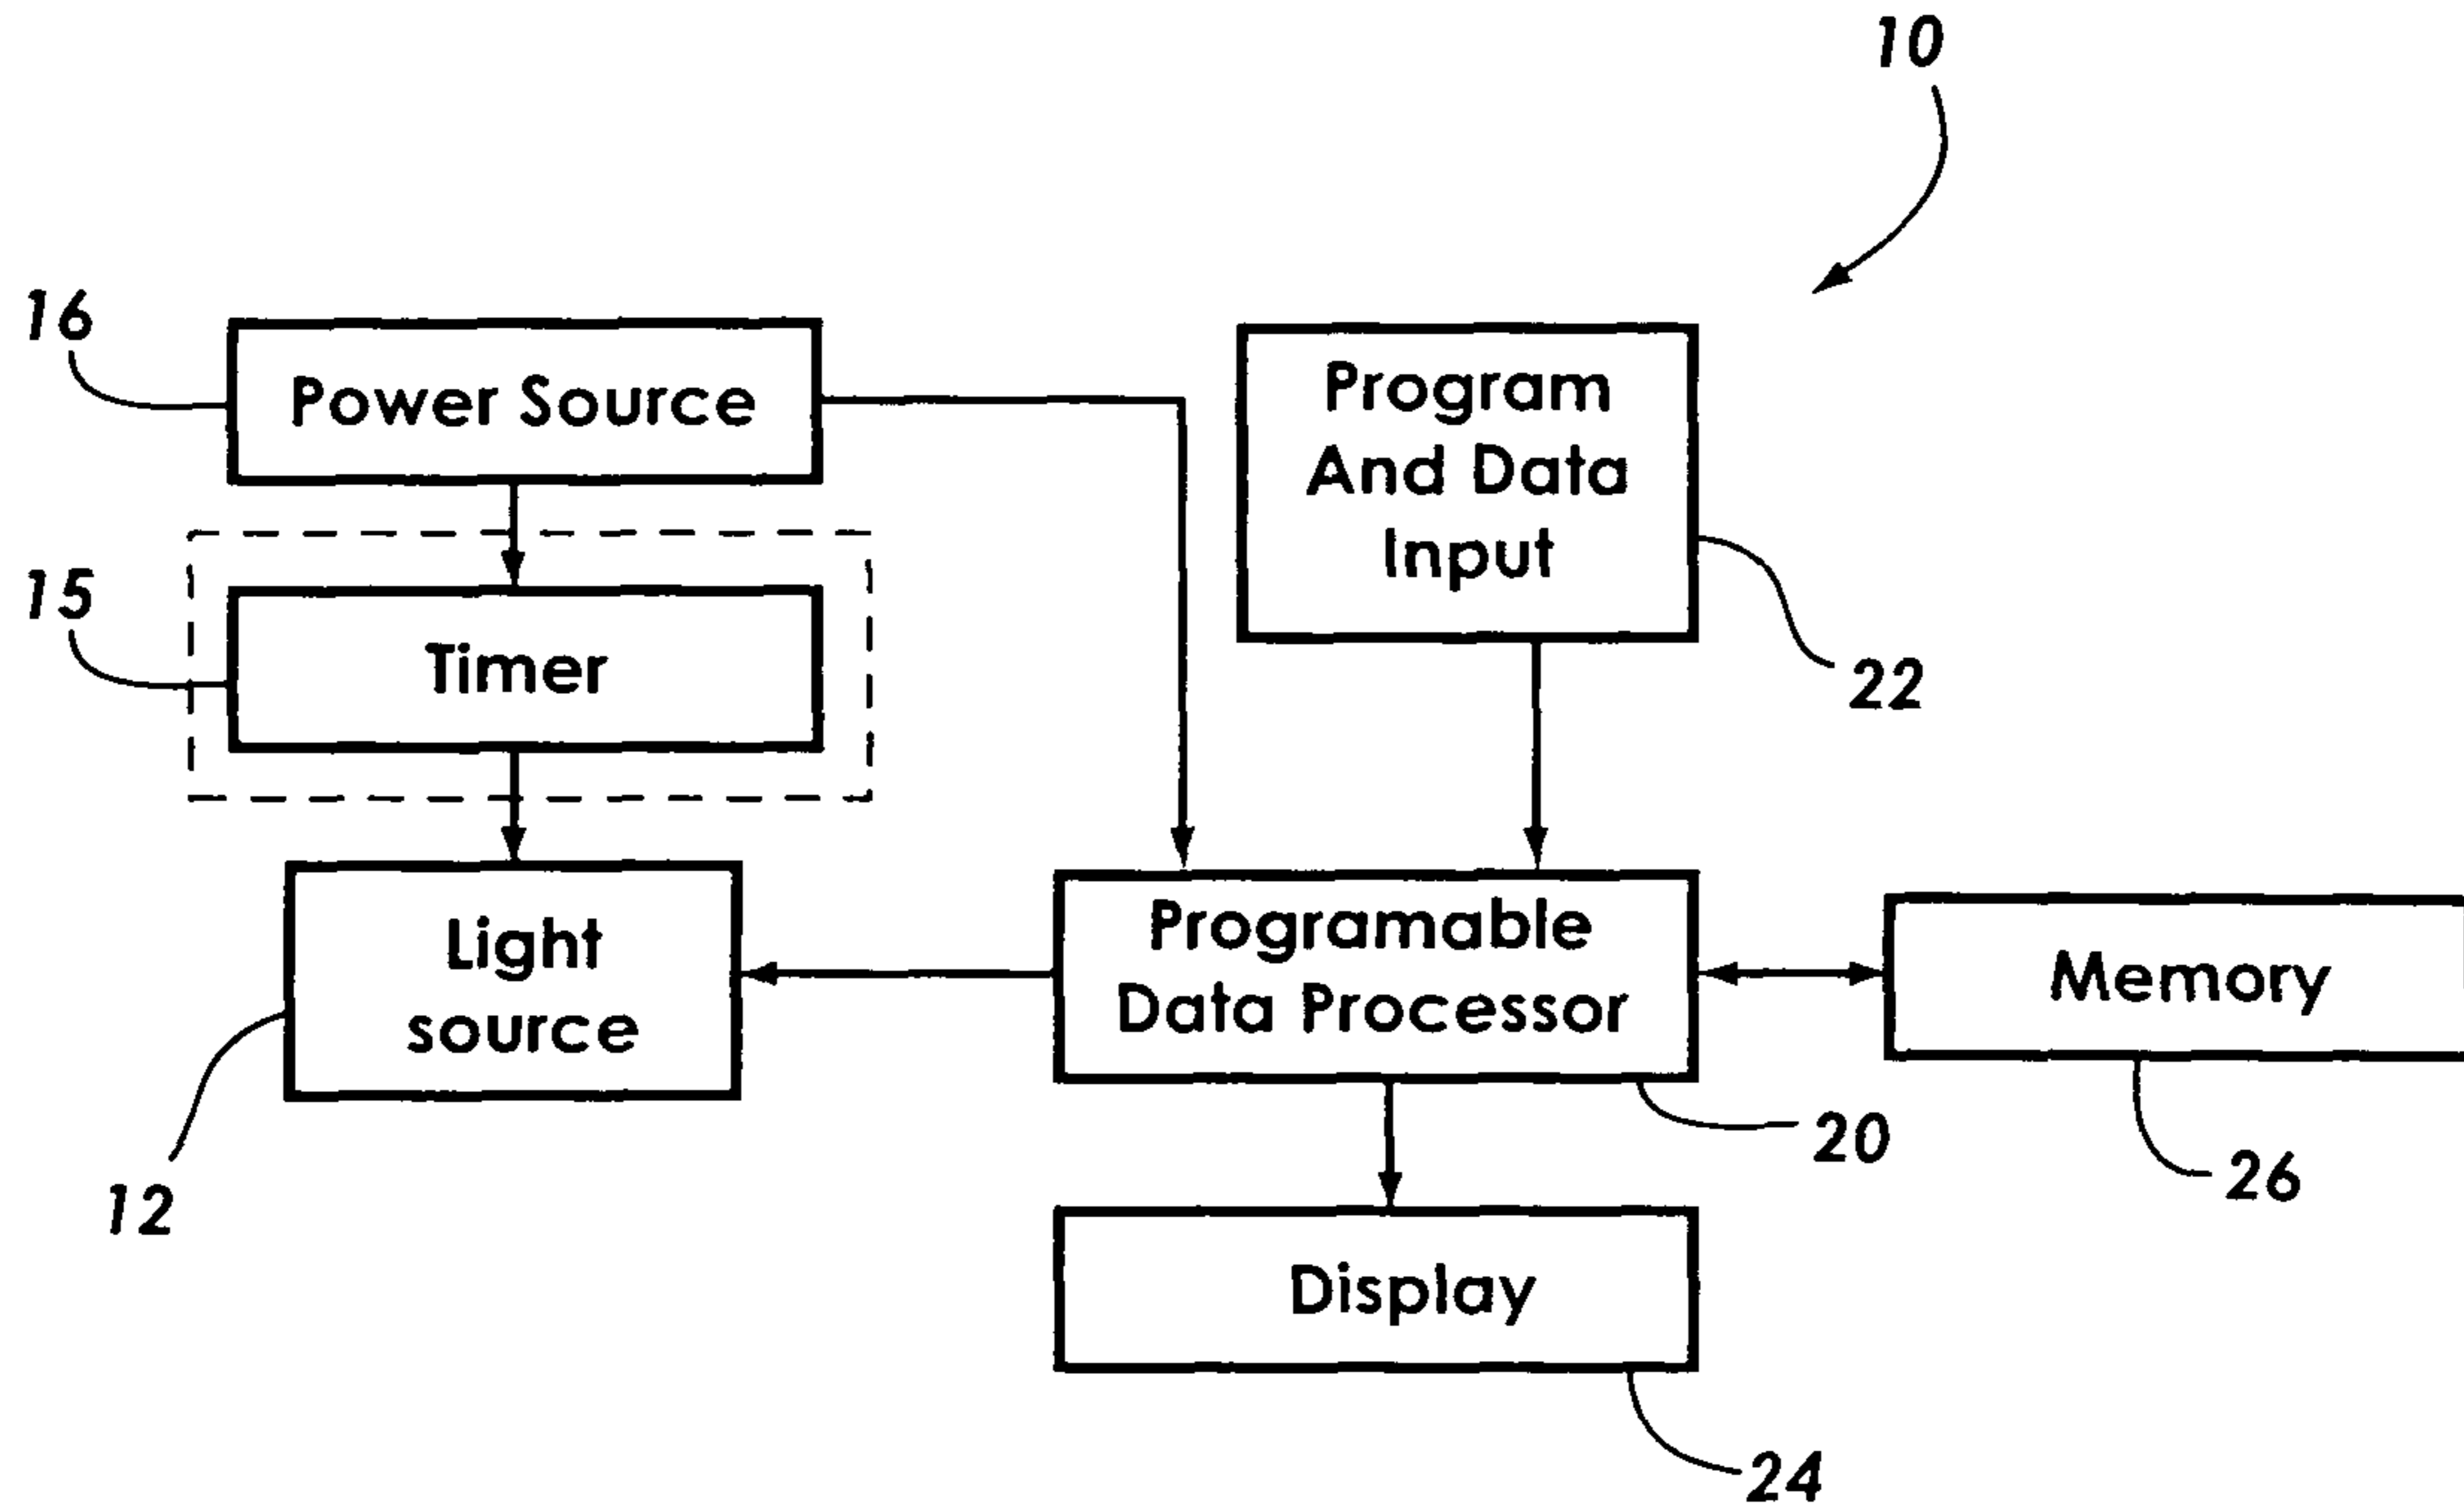 10
16
Power Source
Program
And Data
Input
15
Timer
22
Light
source
Programable
Data Processor
Memory
12
20
26
Display
24